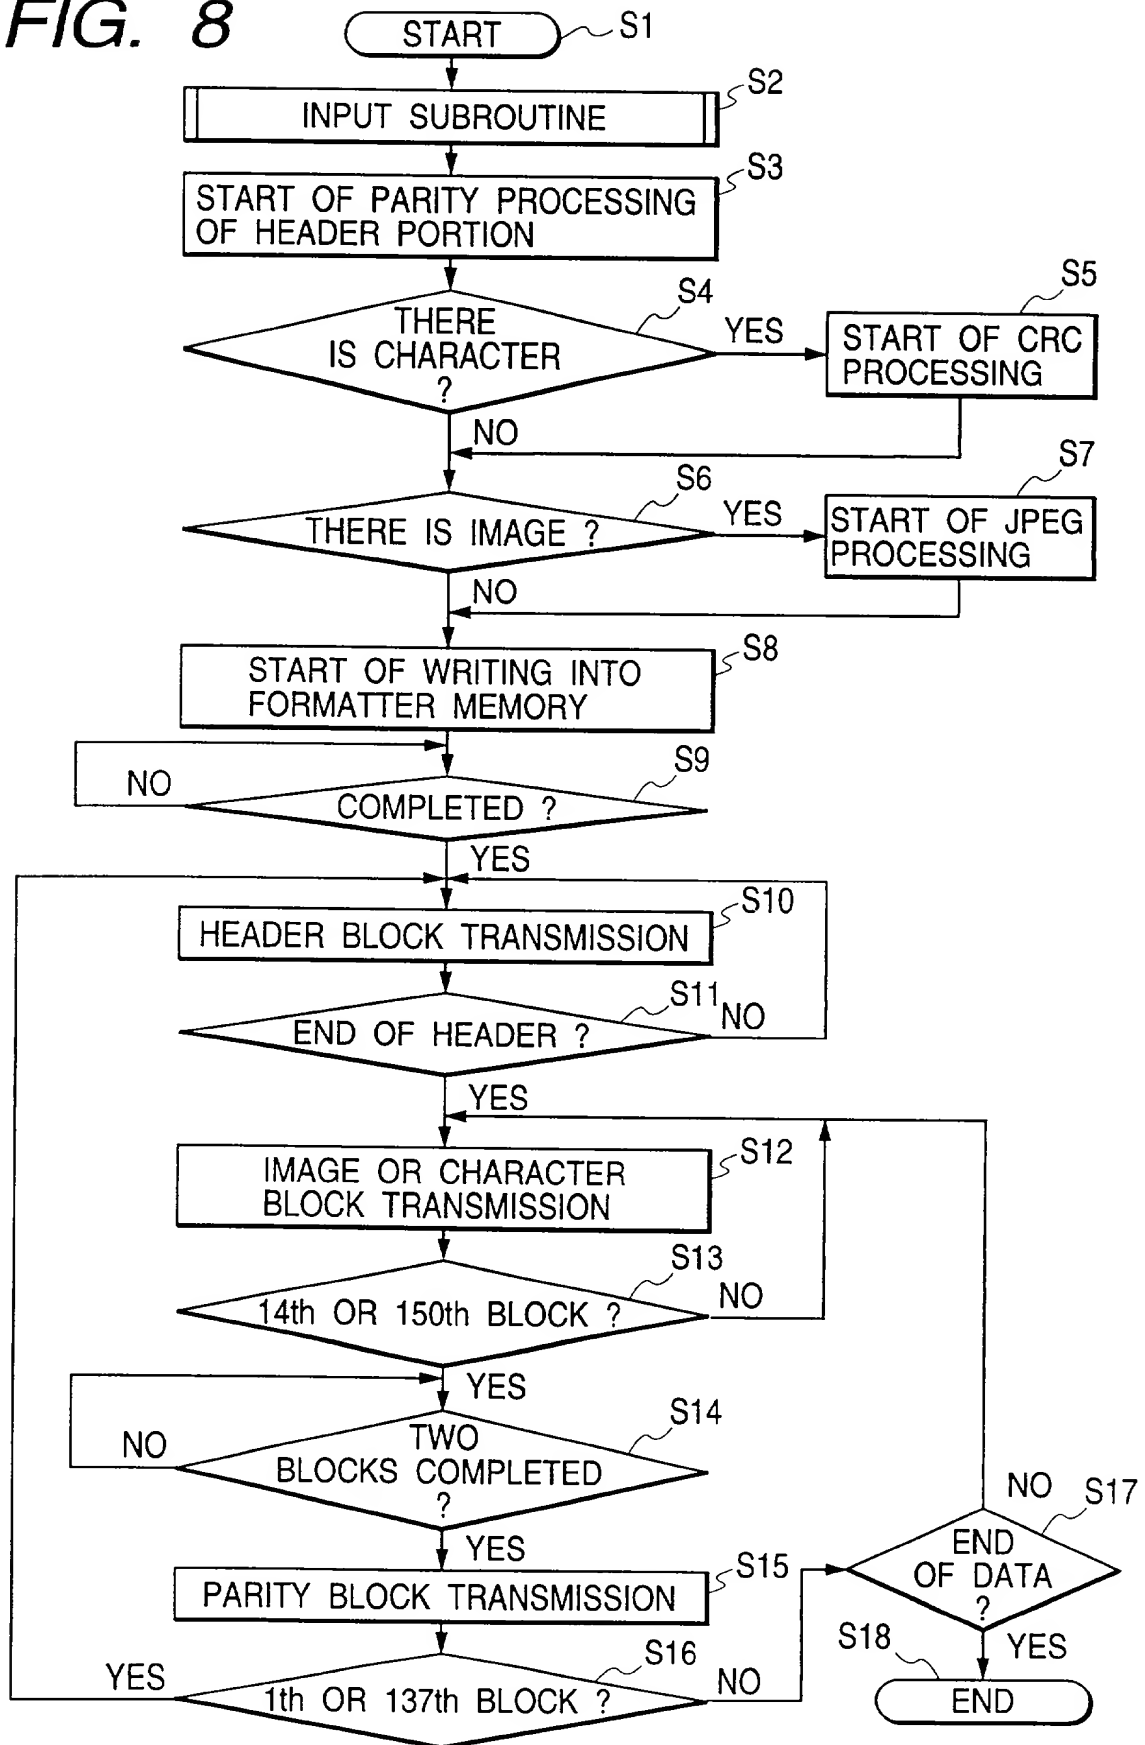 FIG. 8
START
S1
INPUT SUBROUTINE
S2
START OF PARITY PROCESSING
OF HEADER PORTION
S3
THERE
IS CHARACTER
?
S4
YES
START OF CRC
PROCESSING
S5
NO
THERE IS IMAGE ?
S6
YES
START OF JPEG
PROCESSING
S7
NO
START OF WRITING INTO
FORMATTER MEMORY
S8
COMPLETED ?
S9
NO
YES
HEADER BLOCK TRANSMISSION
S10
END OF HEADER ?
S11
NO
YES
IMAGE OR CHARACTER
BLOCK TRANSMISSION
S12
14th OR 150th BLOCK ?
S13
NO
YES
TWO
BLOCKS COMPLETED
?
S14
NO
YES
PARITY BLOCK TRANSMISSION
S15
1th OR 137th BLOCK ?
S16
YES
NO
END
OF DATA
?
S17
NO
YES
END
S18